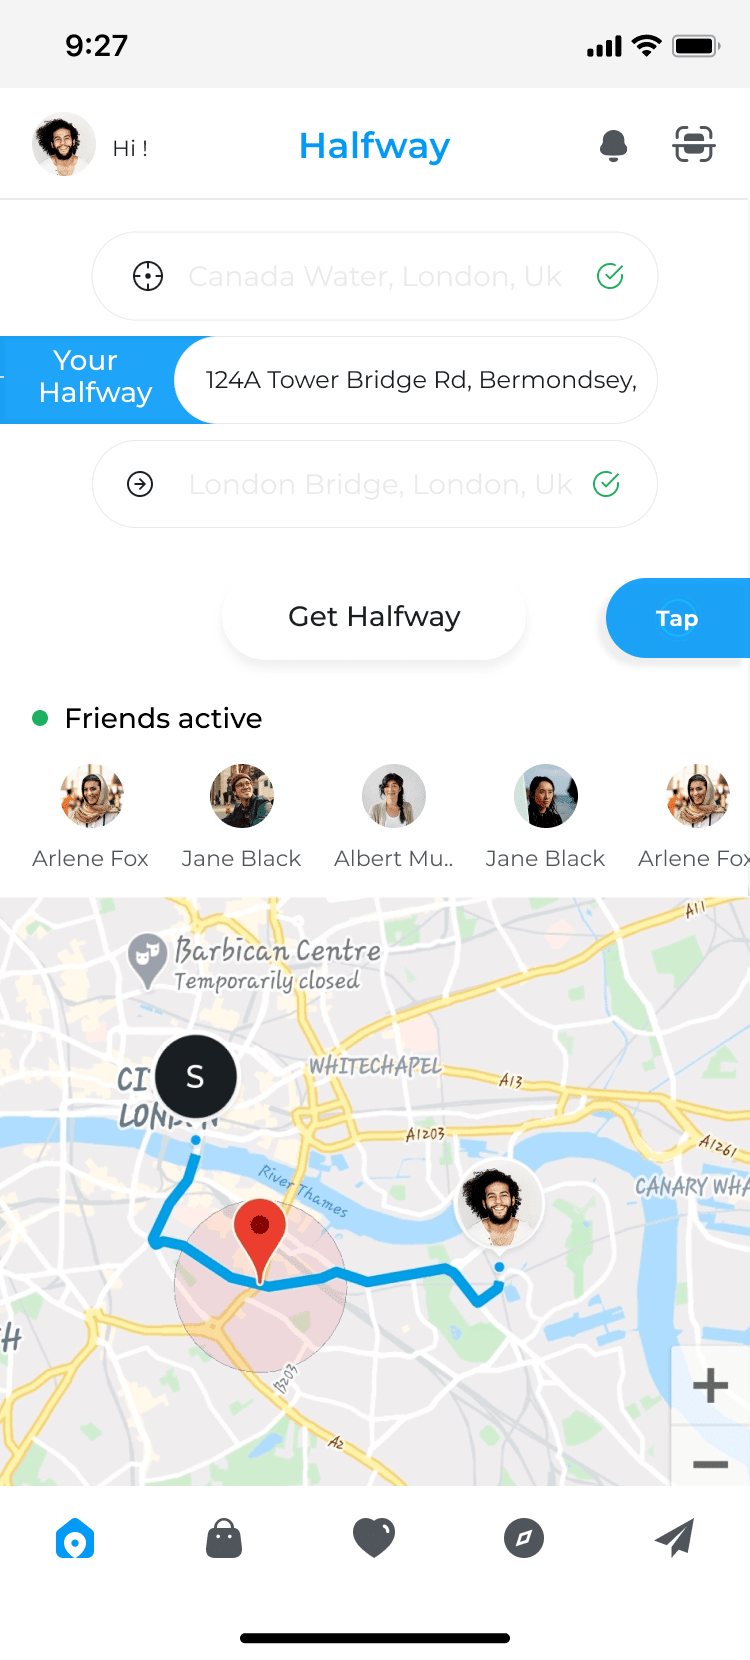 9:27
Hi !
Halfway
Canada Water, London, Uk
Your
Halfway
124A Tower Bridge Rd, Bermondsey,
London Bridge, London, Uk
Get Halfway
Tap
Friends active
Arlene Fox
Jane Black
Albert Mu..
Jane Black
Arlene Fox
A11
Barbican Centre
Temporarily closed
WHITECHAPEL
CI
S
A13
LONDON
A1203
A1261
River Thames
CANARY WHA
H
B203
A2